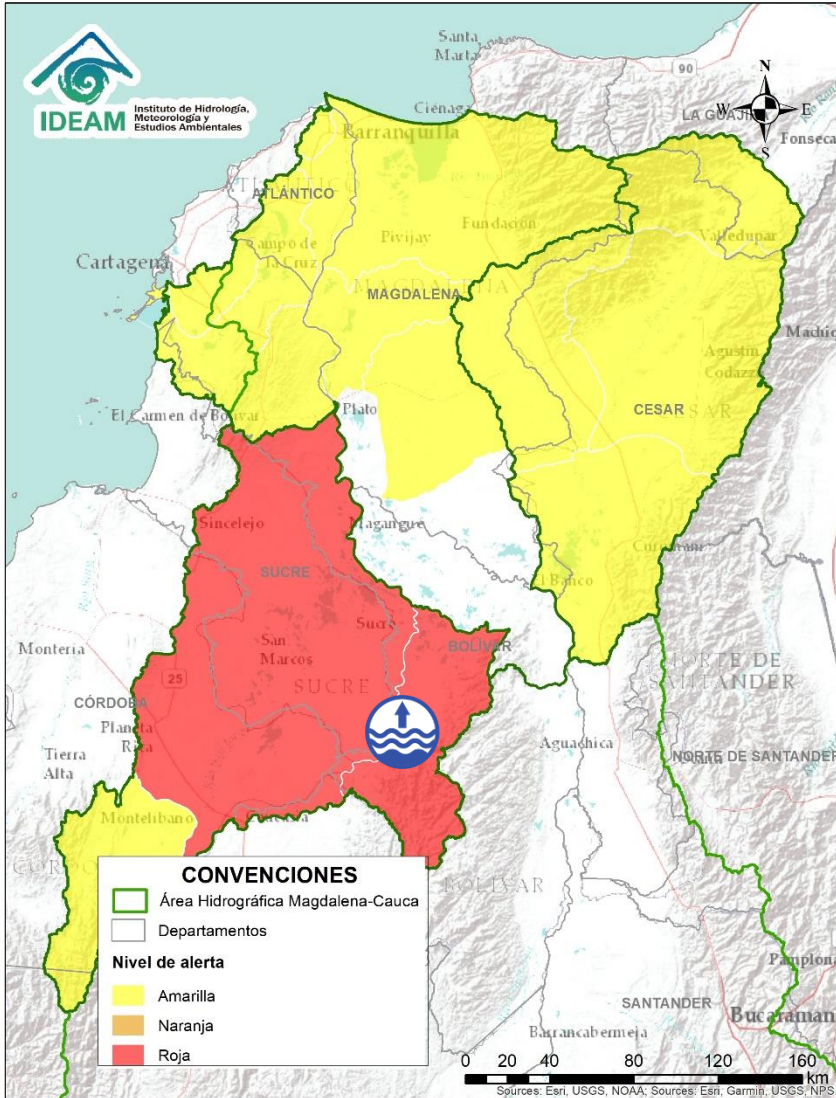 Santa
Marta
90
N
W
E
S
Ciénaga
LA GUAJI
Fonseca
IDEAM
Instituto de Hidrología,
Meteorología y
Estudios Ambientales
Barranquilla
ATLÁNTICO
Fundación
Valledupar
Campo de
la Cruz
Pivijay
Cartagena
MAGDALENA
Agustín
Codazzi
CESAR
El Carmen de Bolívar
Plato
Sincelejo
Magangué
SUCRE
El Banco
Sucre
BOLÍVAR
Montería
San
Marcos
SUCRE
NORTE DE
SANTANDER
25
CÓRDOBA
Planeta
Rica
Aguachica
NORTE DE SANTANDER
Tierra
Alta
Montelíbano
BOLÍVAR
CONVENCIONES
Área Hidrográfica Magdalena-Cauca
Departamentos
Nivel de alerta
Amarilla
Naranja
Roja
Pamplona
SANTANDER
Bucaraman
Barrancabermeja
0 20 40 80 120 160
km
Sources: Esri, USGS, NOAA; Sources: Esri, Garmin, USGS, NPS